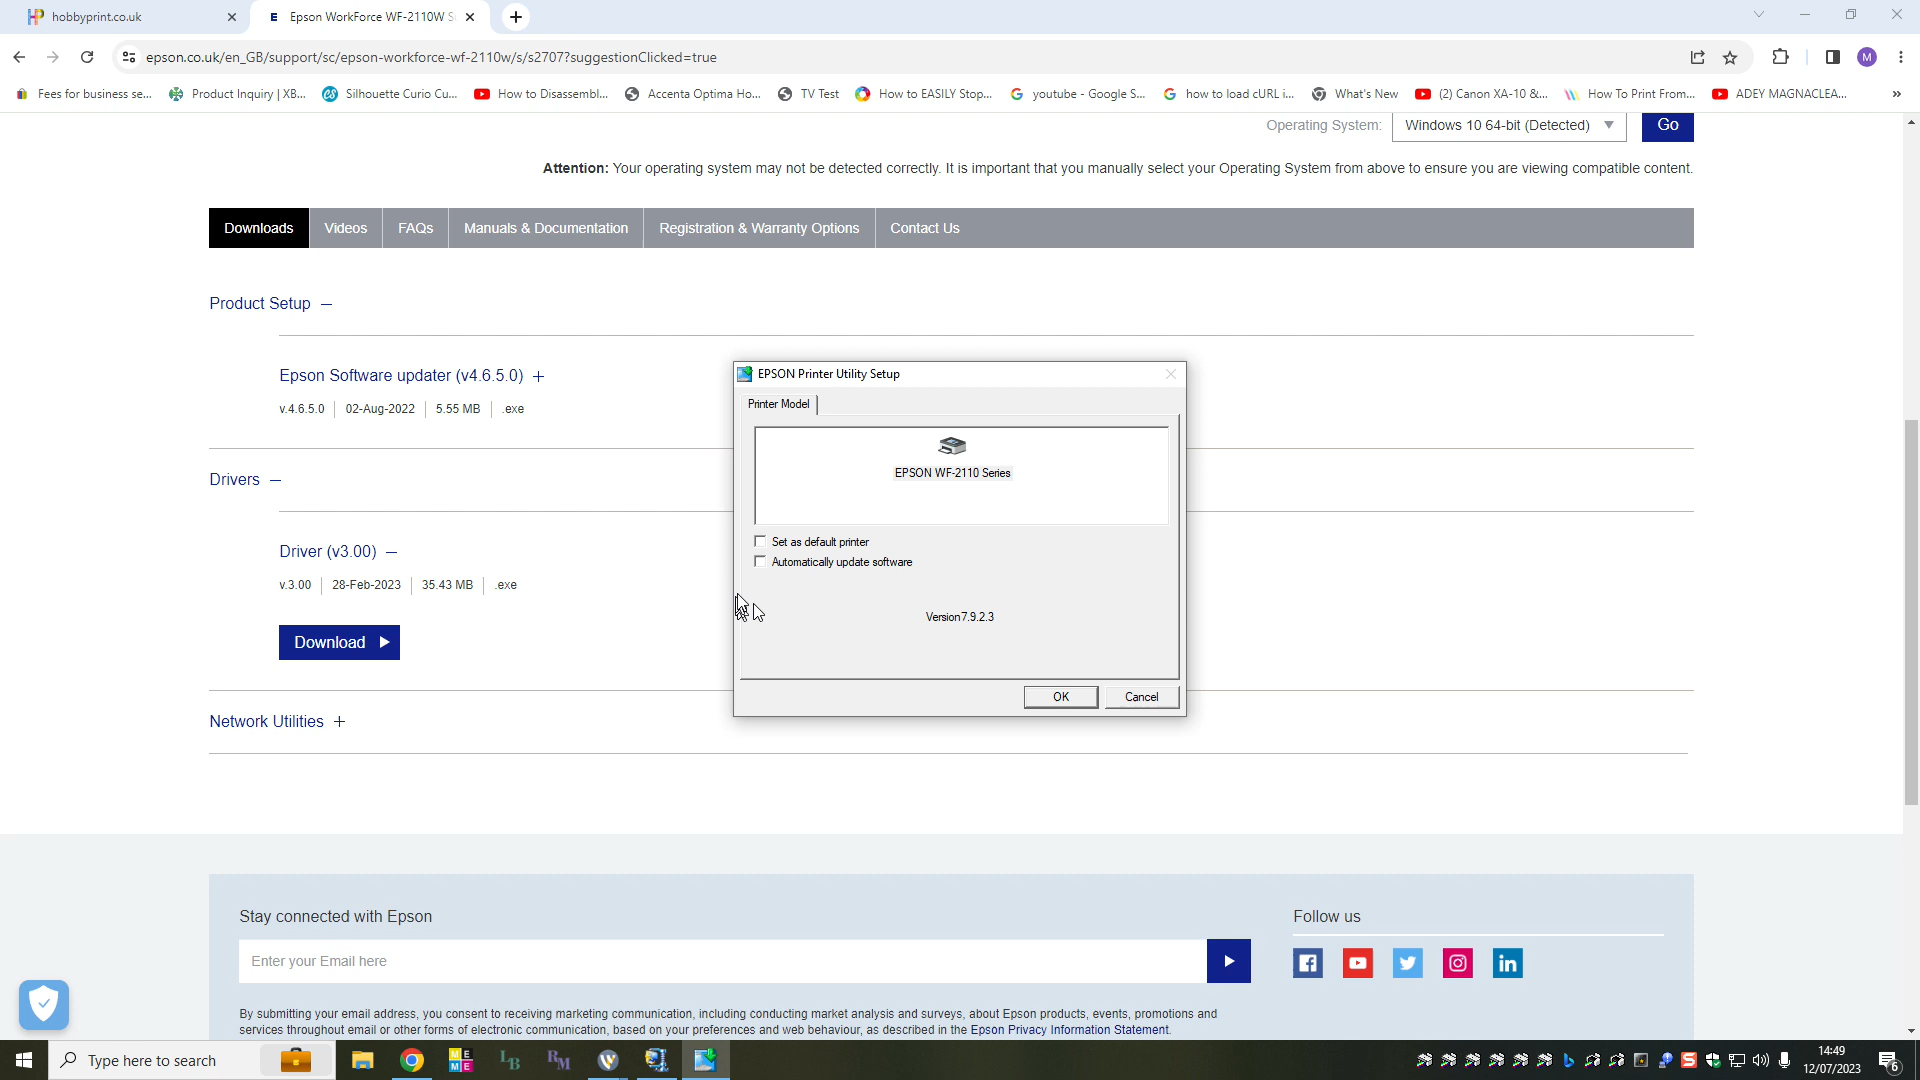 hobbyprint.co.uk
Epson WorkForce WF-2110W S
epson.co.uk/en_GB/support/sc/epson-workforce-wf-2110w/s/s2707?suggestionClicked=true
M
Fees for business se...
Product Inquiry | XB...
Silhouette Curio Cu...
How to Disassembl...
Accenta Optima Ho...
TV Test
How to EASILY Stop...
youtube - Google S...
how to load cURL i...
What's New
(2) Canon XA-10 &...
How To Print From...
ADEY MAGNACLEA...
»
Operating System:
Windows 10 64-bit (Detected)
Go
Attention: Your operating system may not be detected correctly. It is important that you manually select your Operating System from above to ensure you are viewing compatible content.
Downloads
Videos
FAQs
Manuals & Documentation
Registration & Warranty Options
Contact Us
Product Setup –
Epson Software updater (v4.6.5.0) +
v.4.6.5.0
02-Aug-2022
5.55 MB
.exe
Drivers –
Driver (v3.00) –
v.3.00
28-Feb-2023
35.43 MB
.exe
Download
Network Utilities +
EPSON Printer Utility Setup
Printer Model
EPSON WF-2110 Series
Set as default printer
Automatically update software
Version7.9.2.3
OK
Cancel
Stay connected with Epson
Enter your Email here
By submitting your email address, you consent to receiving marketing communication, including conducting market analysis and surveys, about Epson products, events, promotions and
services throughout email or other forms of electronic communication, based on your preferences and web behaviour, as described in the Epson Privacy Information Statement.
Follow us
Type here to search
14:49
12/07/2023
6